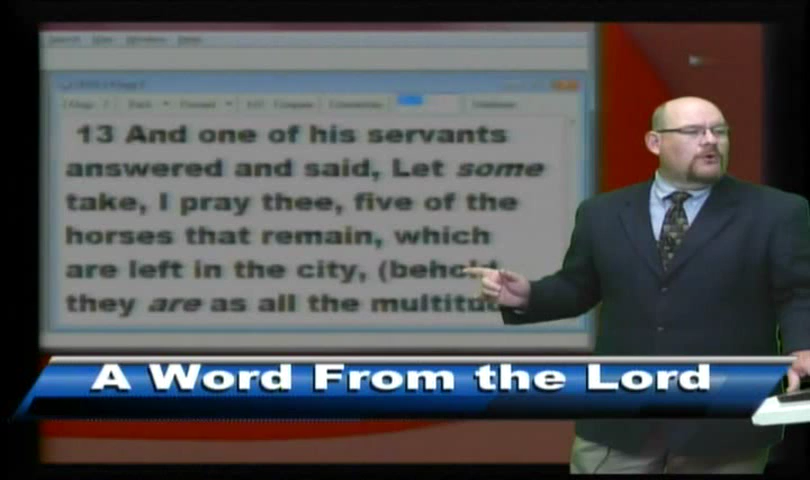 13 And one of his servants
answered and said, Let some
take, I pray thee, five of the
horses that remain, which
are left in the city, (behold
they are as all the
A Word From the Lord